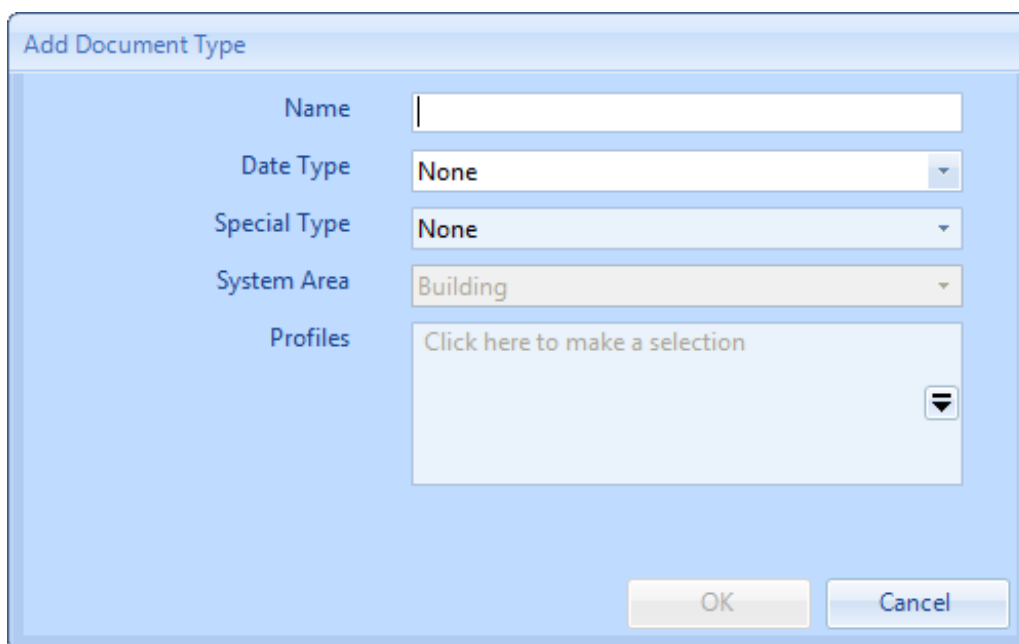 Add Document Type
Name
Date Type None
Special Type None
System Area Building
Profiles Click here to make a selection
OK Cancel